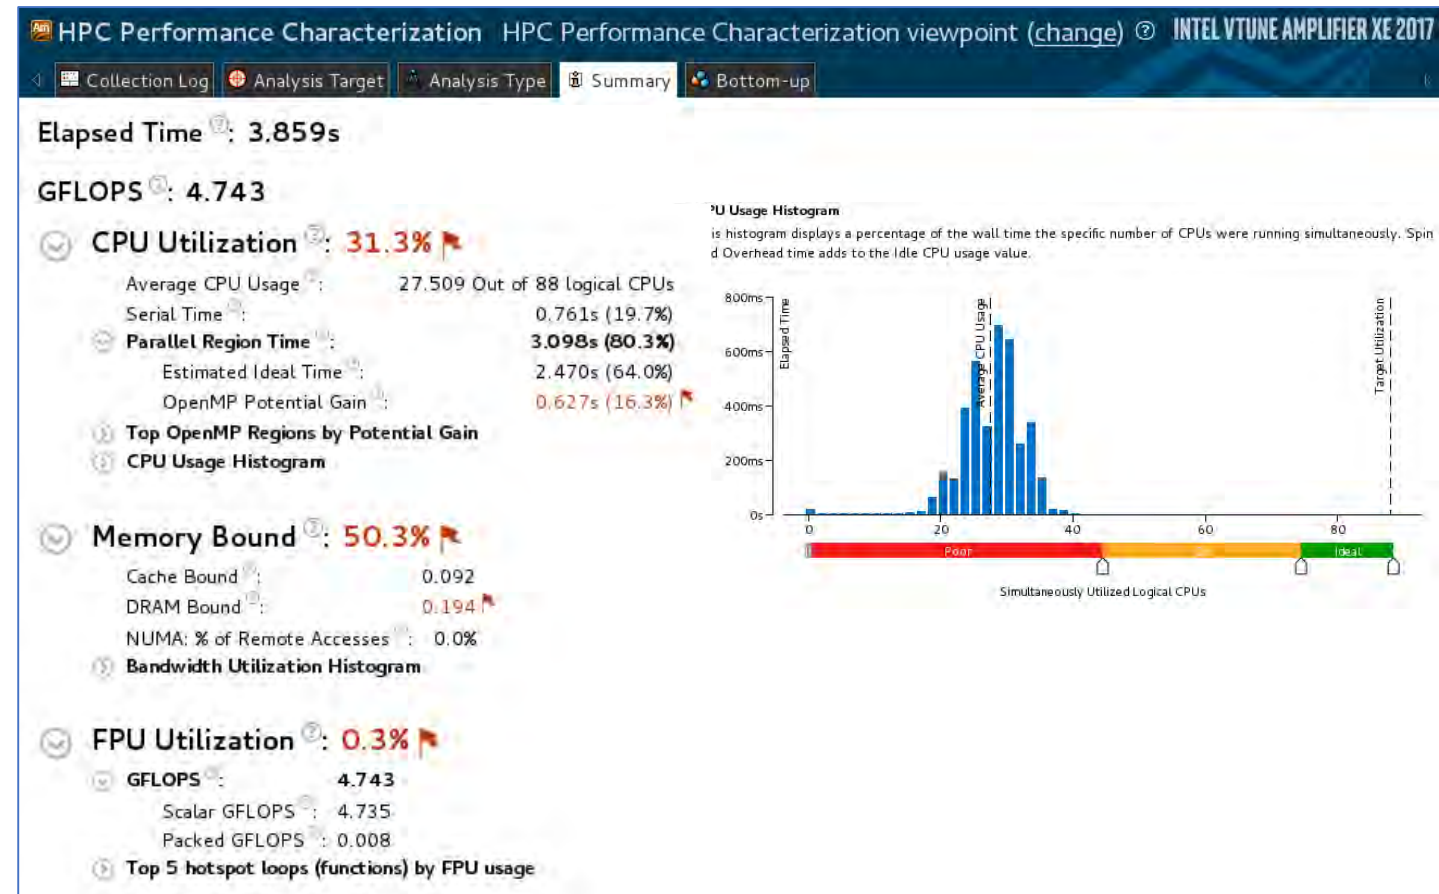 HPC Performance Characterization HPC Performance Characterization viewpoint (change) ? INTEL VTUNE AMPLIFIER XE 2017
Collection Log Analysis Target Analysis Type Summary Bottom-up
Elapsed Time ?: 3.859s
GFLOPS ?: 4.743
CPU Utilization ?: 31.3%
Average CPU Usage ?: 27.509 Out of 88 logical CPUs
Serial Time ?: 0.761s (19.7%)
Parallel Region Time ?: 3.098s (80.3%)
Estimated Ideal Time ?: 2.470s (64.0%)
OpenMP Potential Gain ?: 0.627s (16.3%)
Top OpenMP Regions by Potential Gain
CPU Usage Histogram
Memory Bound ?: 50.3%
Cache Bound ?: 0.092
DRAM Bound ?: 0.194
NUMA: % of Remote Accesses ?: 0.0%
Bandwidth Utilization Histogram
FPU Utilization ?: 0.3%
GFLOPS ?: 4.743
Scalar GFLOPS ?: 4.735
Packed GFLOPS ?: 0.008
Top 5 hotspot loops (functions) by FPU usage
PU Usage Histogram
is histogram displays a percentage of the wall time the specific number of CPUs were running simultaneously. Spin
d Overhead time adds to the Idle CPU usage value.
800ms
600ms
400ms
200ms
0s
Elapsed Time
Average CPU Usage
Target Utilization
0 20 40 60 80
Poor Ideal
Simultaneously Utilized Logical CPUs